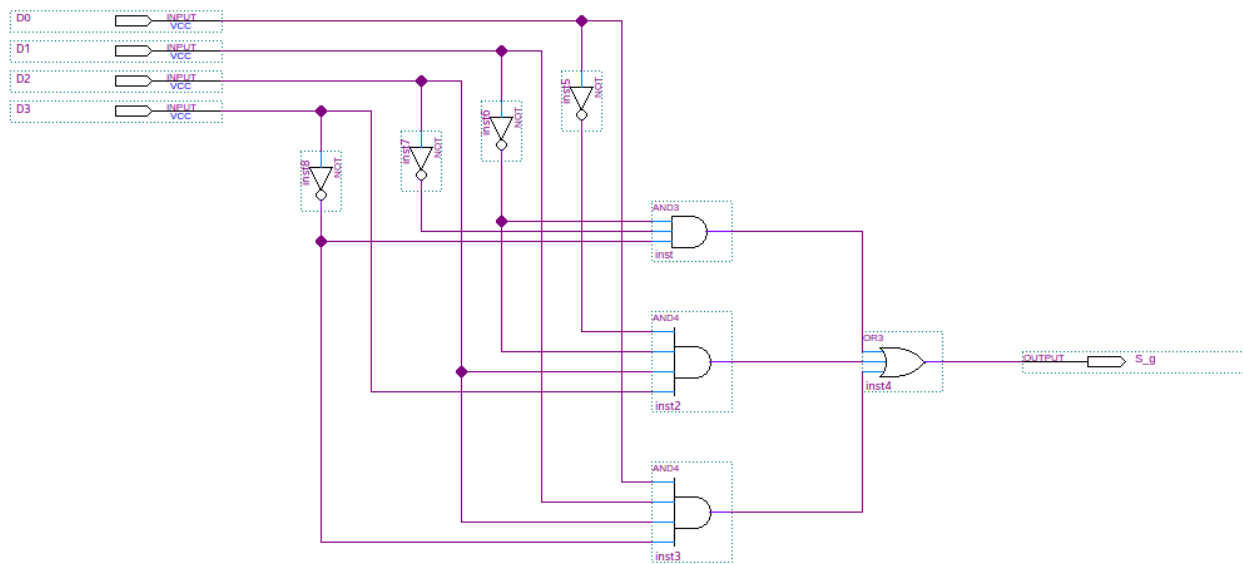 D0 INPUT
VCC
D1 INPUT
VCC
D2 INPUT
VCC
D3 INPUT
VCC
inst5 NOT
inst6 NOT
inst7 NOT
inst8 NOT
AND3
inst
AND4
inst2
OR3
inst4
OUTPUT S_g
AND4
inst3